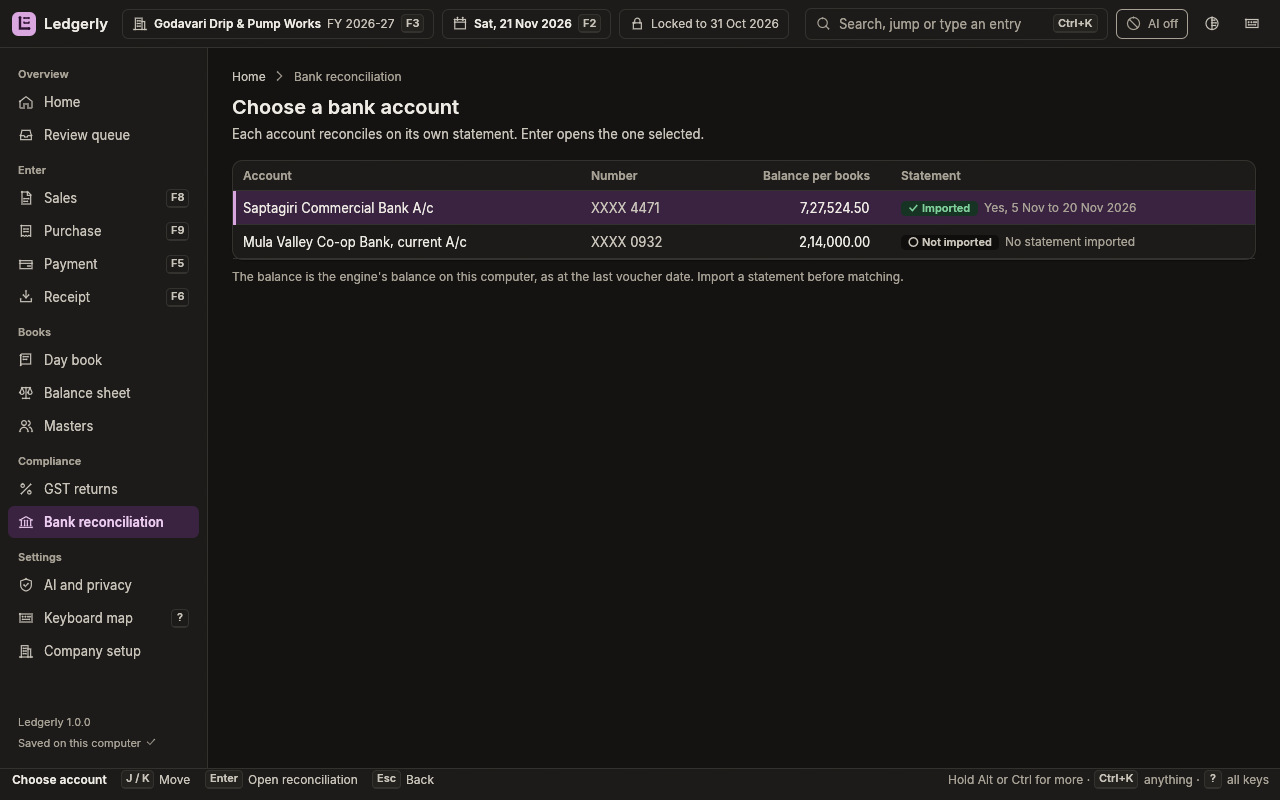 Ledgerly
Godavari Drip & Pump Works FY 2026-27 F3
Sat, 21 Nov 2026 F2
Locked to 31 Oct 2026
Search, jump or type an entry Ctrl+K
AI off
Overview
Home
Review queue
Enter
Sales F8
Purchase F9
Payment F5
Receipt F6
Books
Day book
Balance sheet
Masters
Compliance
GST returns
Bank reconciliation
Settings
AI and privacy
Keyboard map ?
Company setup
Ledgerly 1.0.0
Saved on this computer
Home > Bank reconciliation
Choose a bank account
Each account reconciles on its own statement. Enter opens the one selected.
Account Number Balance per books Statement
Saptagiri Commercial Bank A/c XXXX 4471 7,27,524.50 Imported Yes, 5 Nov to 20 Nov 2026
Mula Valley Co-op Bank, current A/c XXXX 0932 2,14,000.00 Not imported No statement imported
The balance is the engine's balance on this computer, as at the last voucher date. Import a statement before matching.
Choose account J / K Move Enter Open reconciliation Esc Back
Hold Alt or Ctrl for more · Ctrl+K anything · ? all keys